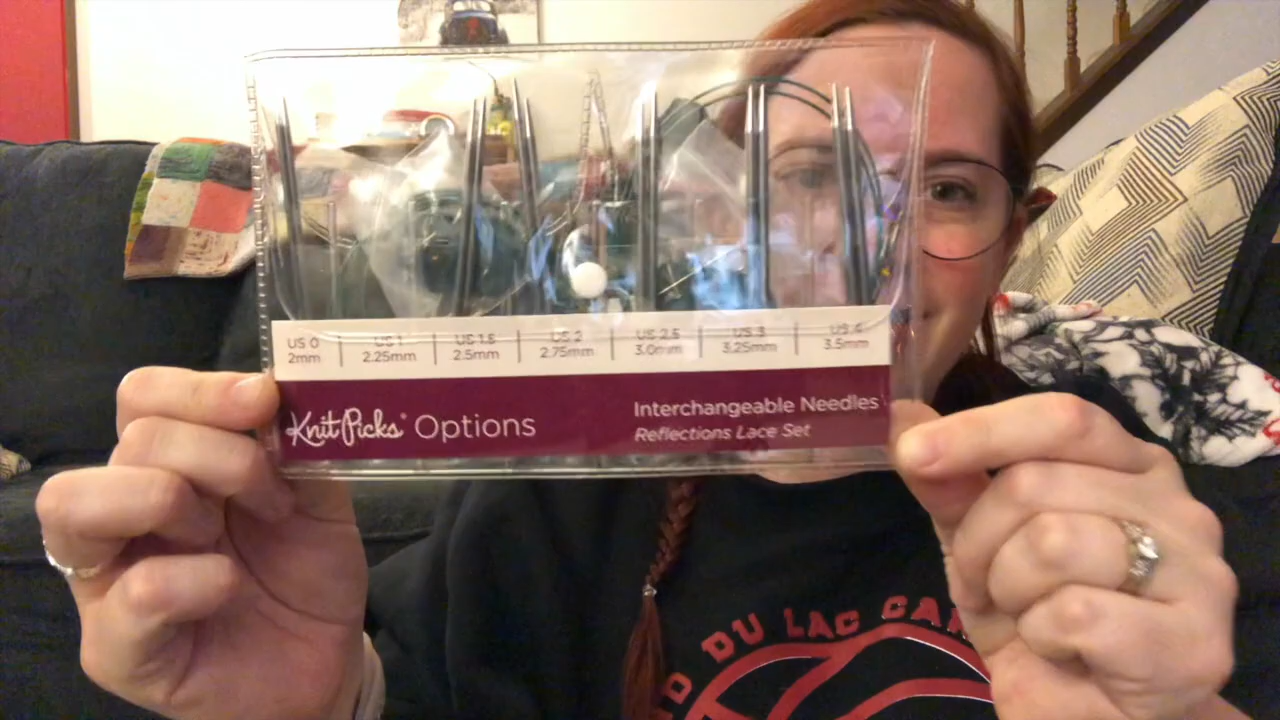 US 0 US 1 US 1.5 US 2 US 2.5 US 3 US 4
2mm 2.25mm 2.5mm 2.75mm 3.0mm 3.25mm 3.5mm
KnitPicks® Options
Interchangeable Needles
Reflections Lace Set
DU LAC CAR